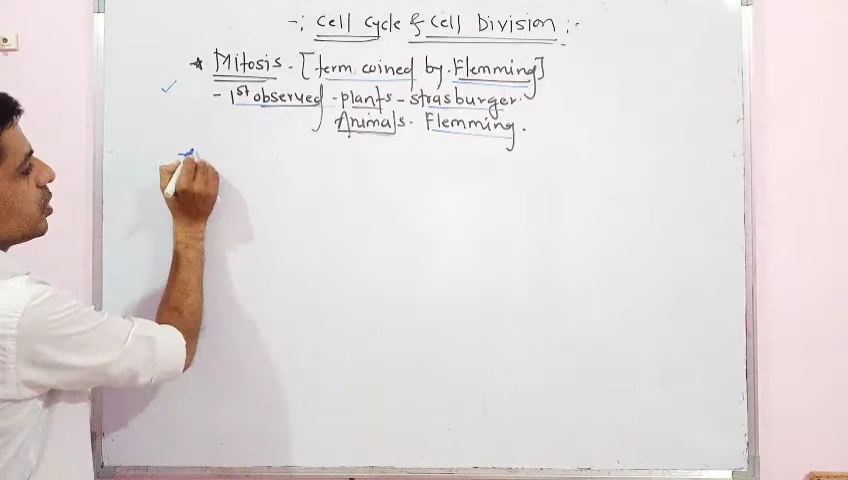 -: Cell Cycle & Cell Division :-
* Mitosis - [term coined by. Flemming]
- 1st observed - plants - strasburger.
Animals - Flemming.